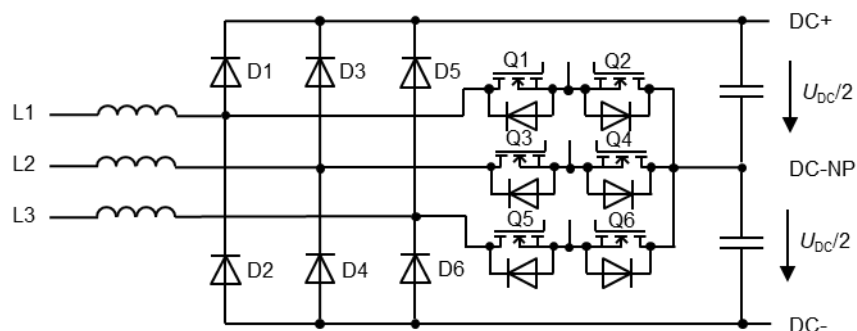 DC+
Q1 Q2
D1 D3 D5
U_DC/2
L1
Q3 Q4
L2
DC-NP
L3
Q5 Q6
U_DC/2
D2 D4 D6
DC-